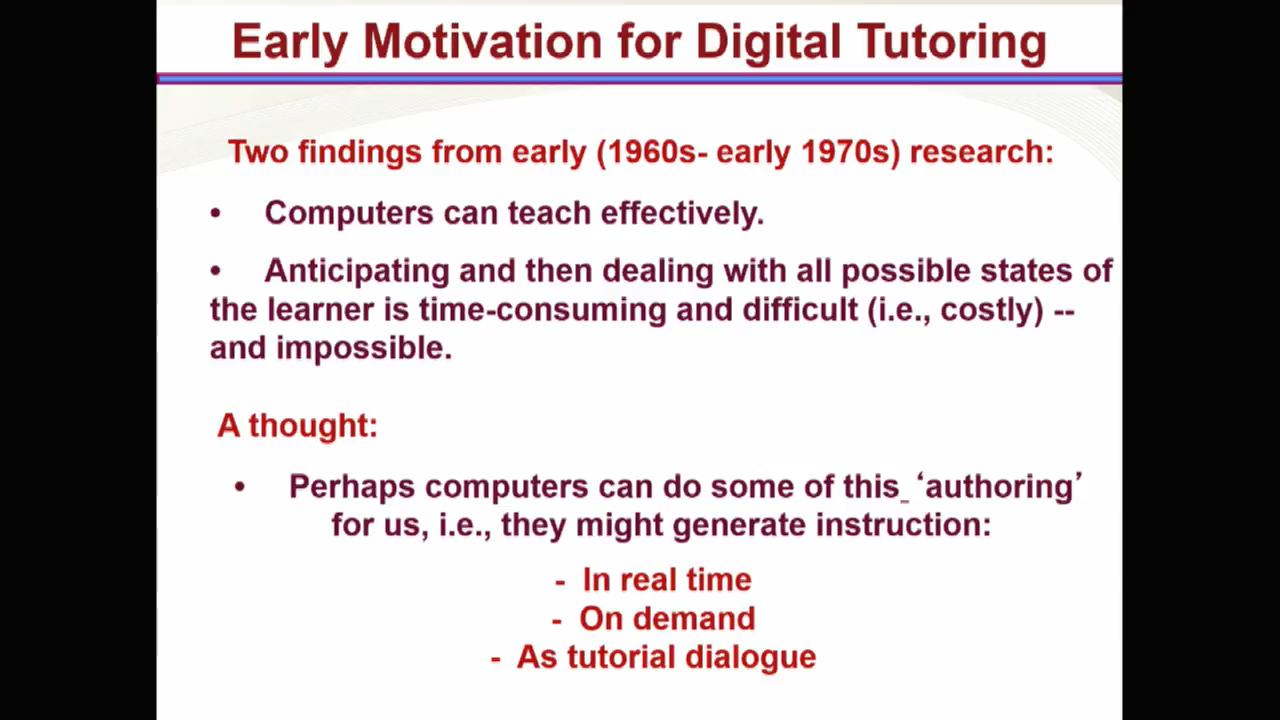 Early Motivation for Digital Tutoring
Two findings from early (1960s- early 1970s) research:
• Computers can teach effectively.
• Anticipating and then dealing with all possible states of
the learner is time-consuming and difficult (i.e., costly) --
and impossible.
A thought:
• Perhaps computers can do some of this_ ‘authoring’
for us, i.e., they might generate instruction:
- In real time
- On demand
- As tutorial dialogue